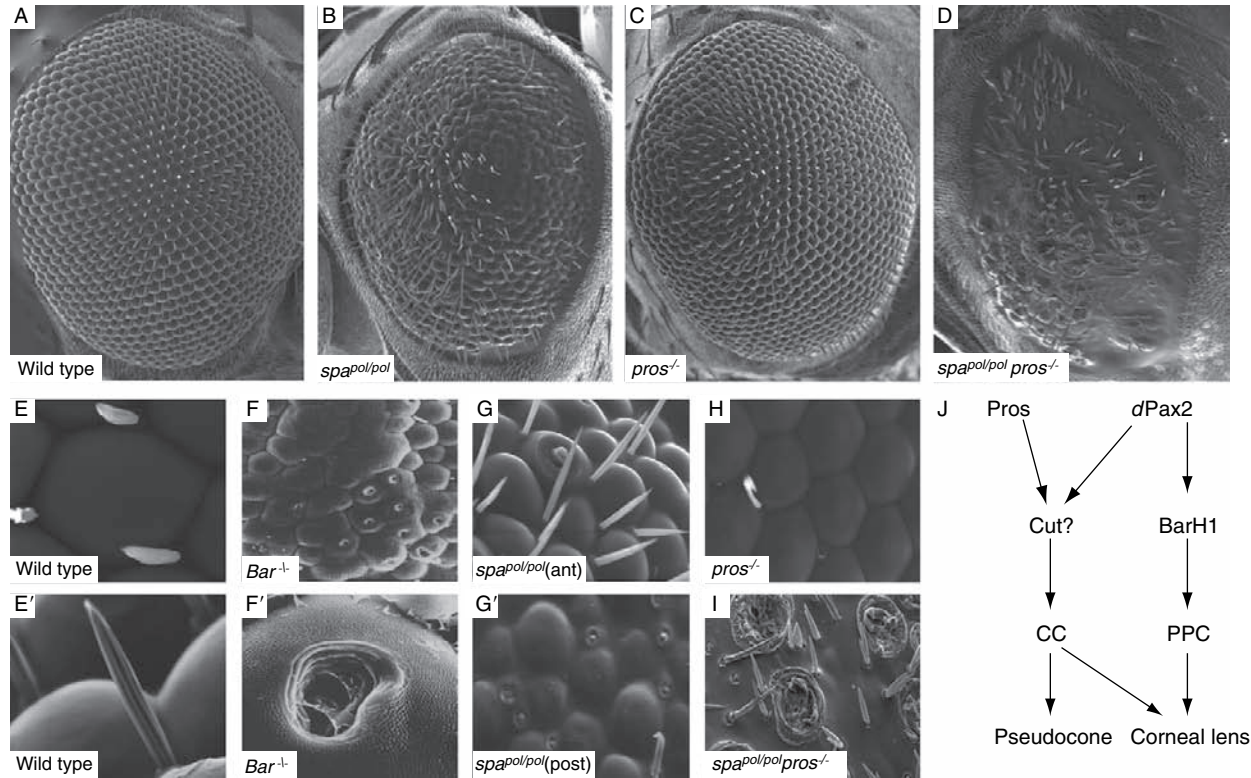 A
Wild type
B
spa^pol/pol
C
pros^-/-
D
spa^pol/pol pros^-/-
E
Wild type
F
Bar^-\-
G
spa^pol/pol(ant)
H
pros^-/-
E'
Wild type
F'
Bar^-\-
G'
spa^pol/pol(post)
I
spa^pol/pol pros^-/-
J
Pros dPax2
Cut? BarH1
CC PPC
Pseudocone Corneal lens